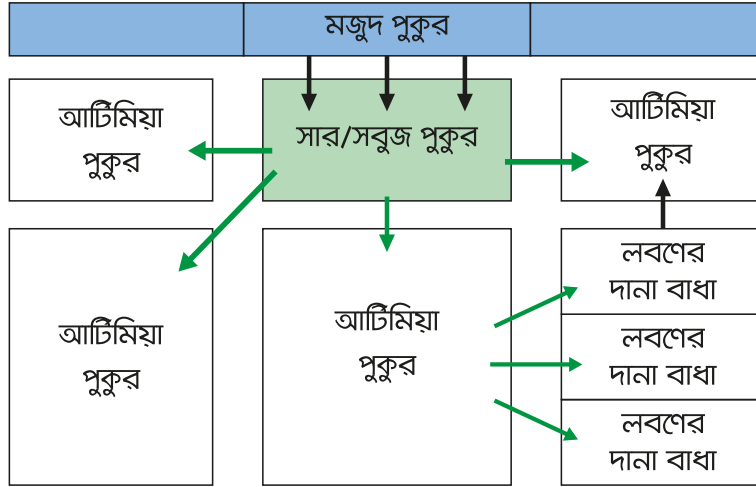 মজুদ পুকুর
আর্টিমিয়া
পুকুর
সার/সবুজ পুকুর
আর্টিমিয়া
পুকুর
আর্টিমিয়া
পুকুর
আর্টিমিয়া
পুকুর
লবণের
দানা বাধা
লবণের
দানা বাধা
লবণের
দানা বাধা